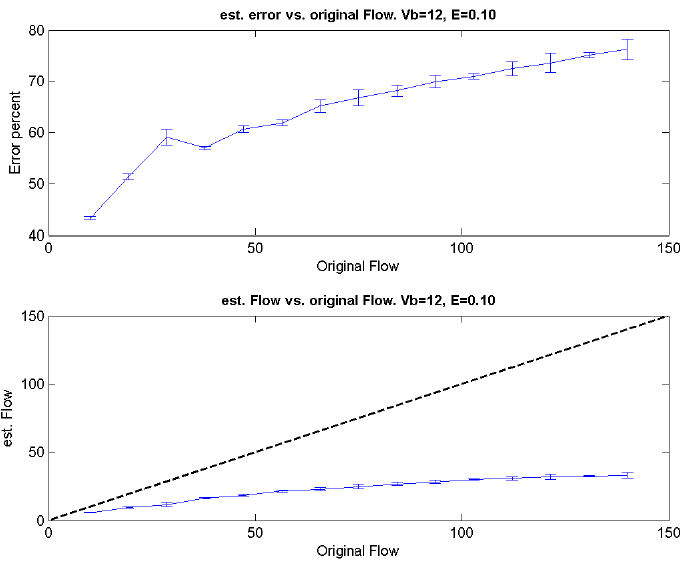 est. error vs. original Flow. Vb=12, E=0.10
80
70
60
50
40
Error percent
0 50 100 150
Original Flow
est. Flow vs. original Flow. Vb=12, E=0.10
150
100
50
0
est. Flow
0 50 100 150
Original Flow